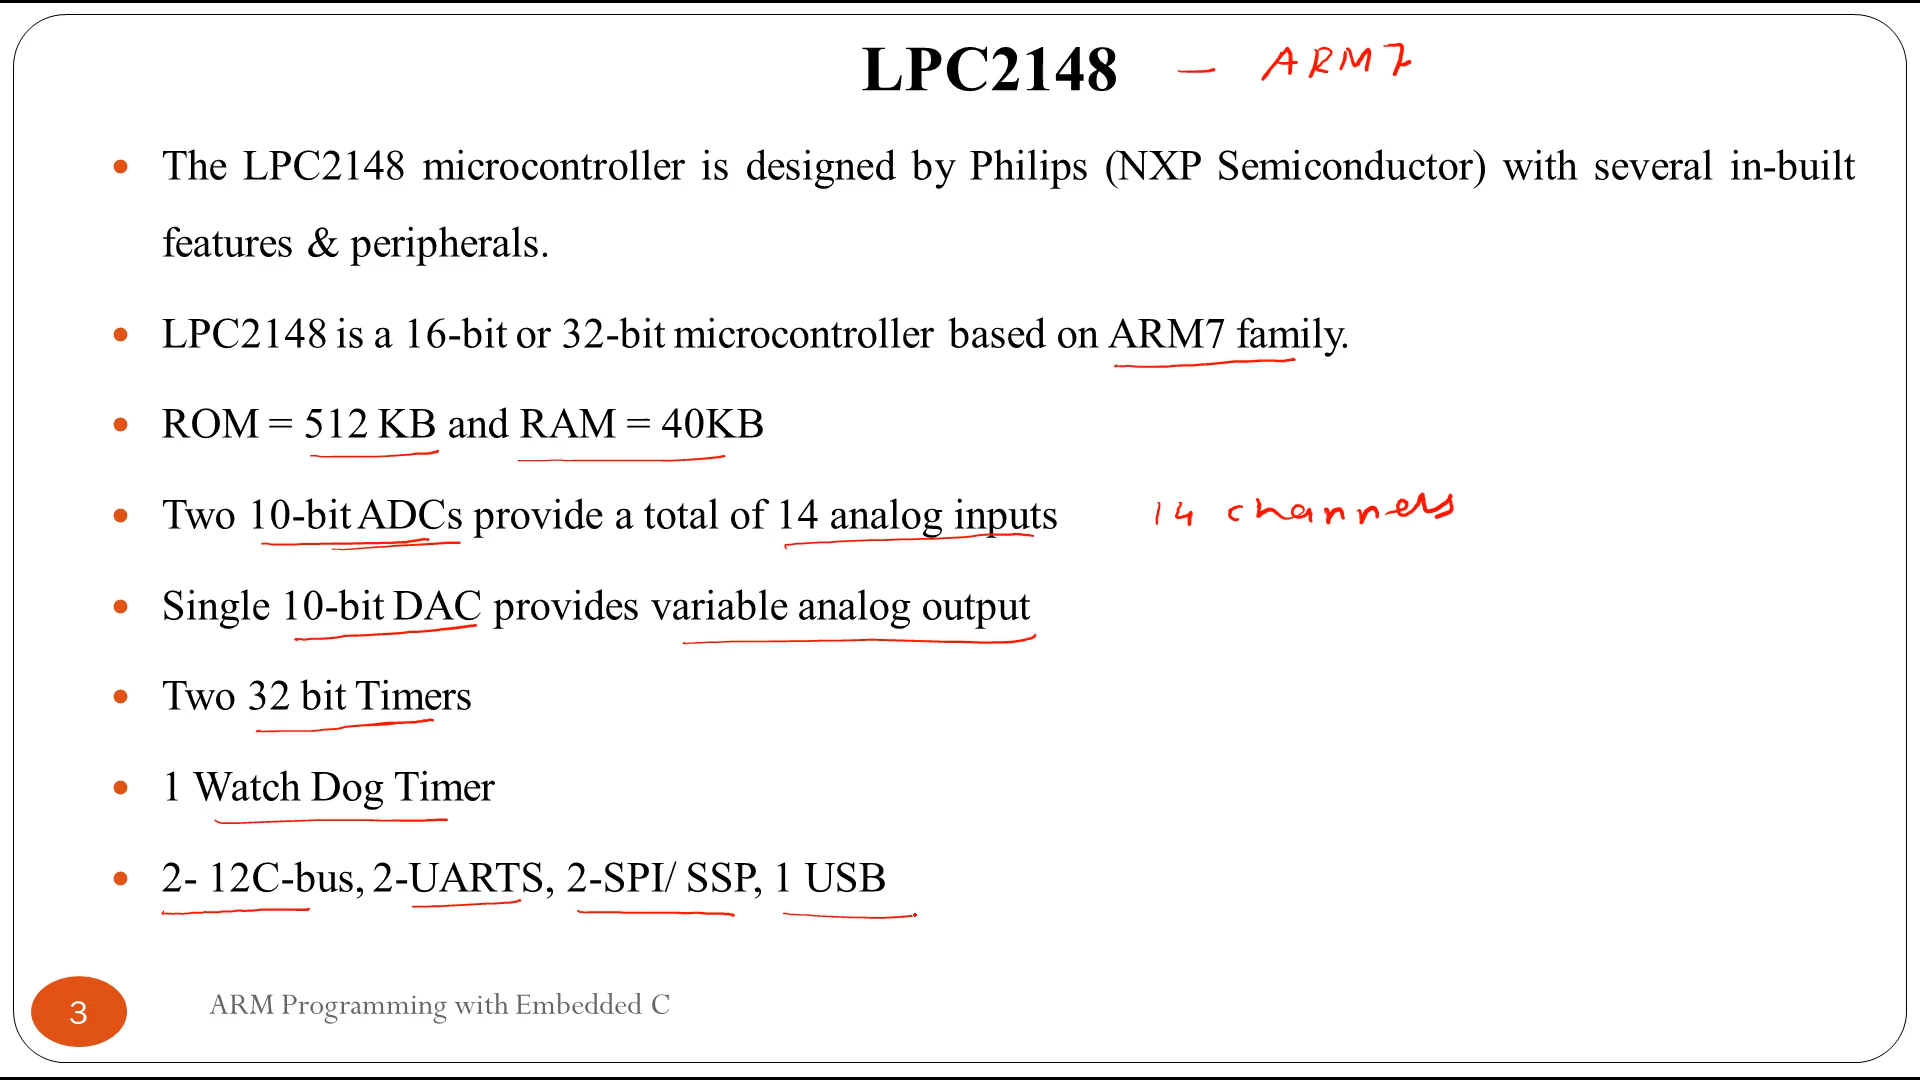 LPC2148 - ARM7
• The LPC2148 microcontroller is designed by Philips (NXP Semiconductor) with several in-built
features & peripherals.
• LPC2148 is a 16-bit or 32-bit microcontroller based on ARM7 family.
• ROM = 512 KB and RAM = 40KB
• Two 10-bit ADCs provide a total of 14 analog inputs 14 channels
• Single 10-bit DAC provides variable analog output
• Two 32 bit Timers
• 1 Watch Dog Timer
• 2- 12C-bus, 2-UARTS, 2-SPI/ SSP, 1 USB
3 ARM Programming with Embedded C